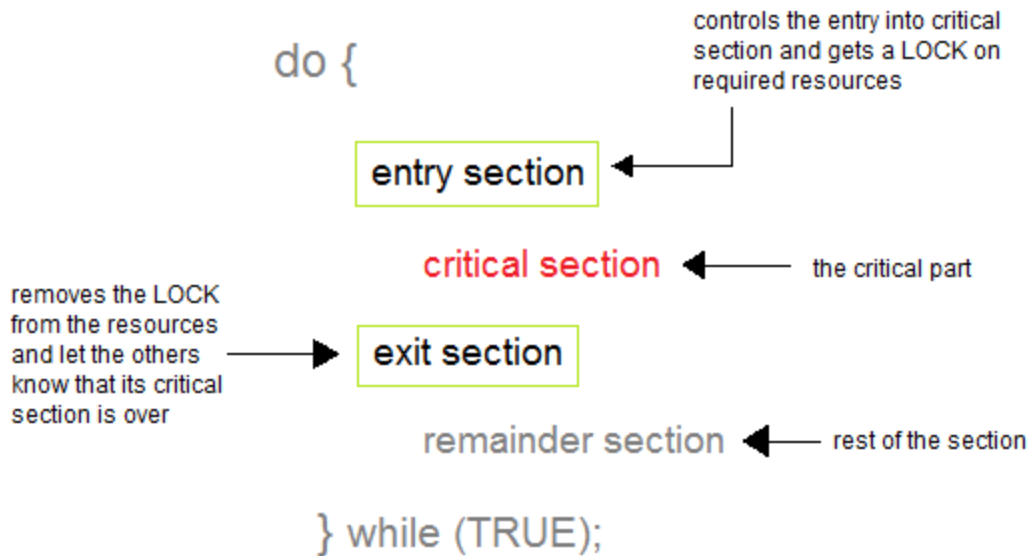 do {
controls the entry into critical
section and gets a LOCK on
required resources
entry section
critical section
the critical part
removes the LOCK
from the resources
and let the others
know that its critical
section is over
exit section
remainder section
rest of the section
} while (TRUE);